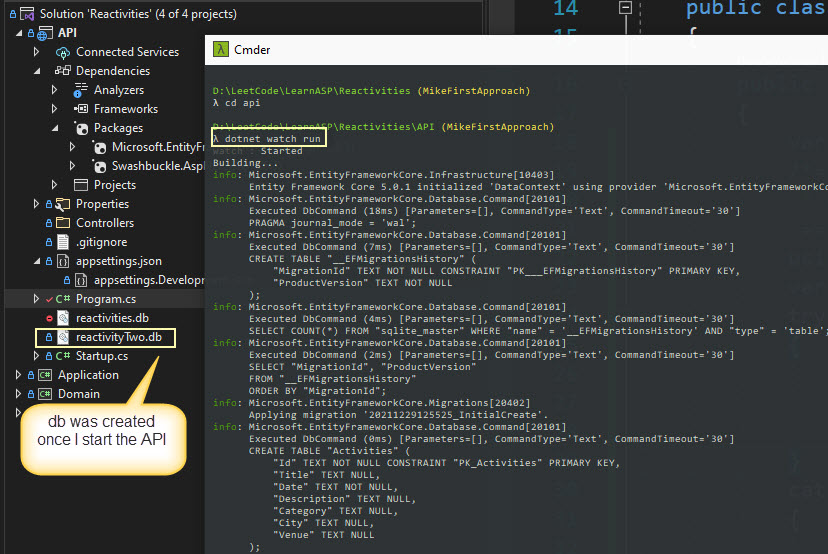 Solution 'Reactivities' (4 of 4 projects)
API
Connected Services
Dependencies
Analyzers
Frameworks
Packages
Microsoft.EntityFr
Swashbuckle.Asp
Projects
Properties
Controllers
.gitignore
appsettings.json
appsettings.Developm
Program.cs
reactivities.db
reactivityTwo.db
Startup.cs
Application
Domain
db was created
once I start the API
14
public class
15
{
Cmder
D:\LeetCode\LearnASP\Reactivities (MikeFirstApproach)
λ cd api
D:\LeetCode\LearnASP\Reactivities\API (MikeFirstApproach)
λ dotnet watch run
watch : Started
Building...
info: Microsoft.EntityFrameworkCore.Infrastructure[10403]
Entity Framework Core 5.0.1 initialized 'DataContext' using provider 'Microsoft.EntityFrameworkCore
info: Microsoft.EntityFrameworkCore.Database.Command[20101]
Executed DbCommand (18ms) [Parameters=[], CommandType='Text', CommandTimeout='30']
PRAGMA journal_mode = 'wal';
info: Microsoft.EntityFrameworkCore.Database.Command[20101]
Executed DbCommand (7ms) [Parameters=[], CommandType='Text', CommandTimeout='30']
CREATE TABLE "__EFMigrationsHistory" (
"MigrationId" TEXT NOT NULL CONSTRAINT "PK___EFMigrationsHistory" PRIMARY KEY,
"ProductVersion" TEXT NOT NULL
);
info: Microsoft.EntityFrameworkCore.Database.Command[20101]
Executed DbCommand (4ms) [Parameters=[], CommandType='Text', CommandTimeout='30']
SELECT COUNT(*) FROM "sqlite_master" WHERE "name" = '__EFMigrationsHistory' AND "type" = 'table';
info: Microsoft.EntityFrameworkCore.Database.Command[20101]
Executed DbCommand (2ms) [Parameters=[], CommandType='Text', CommandTimeout='30']
SELECT "MigrationId", "ProductVersion"
FROM "__EFMigrationsHistory"
ORDER BY "MigrationId";
info: Microsoft.EntityFrameworkCore.Migrations[20402]
Applying migration '20211229125525_InitialCreate'.
info: Microsoft.EntityFrameworkCore.Database.Command[20101]
Executed DbCommand (0ms) [Parameters=[], CommandType='Text', CommandTimeout='30']
CREATE TABLE "Activities" (
"Id" TEXT NOT NULL CONSTRAINT "PK_Activities" PRIMARY KEY,
"Title" TEXT NULL,
"Date" TEXT NOT NULL,
"Description" TEXT NULL,
"Category" TEXT NULL,
"City" TEXT NULL,
"Venue" TEXT NULL
);